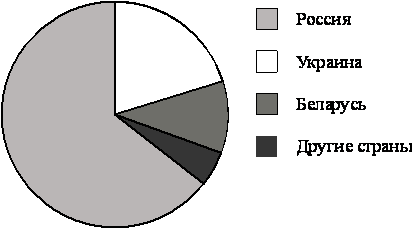 Россия
Украина
Беларусь
Другие страны